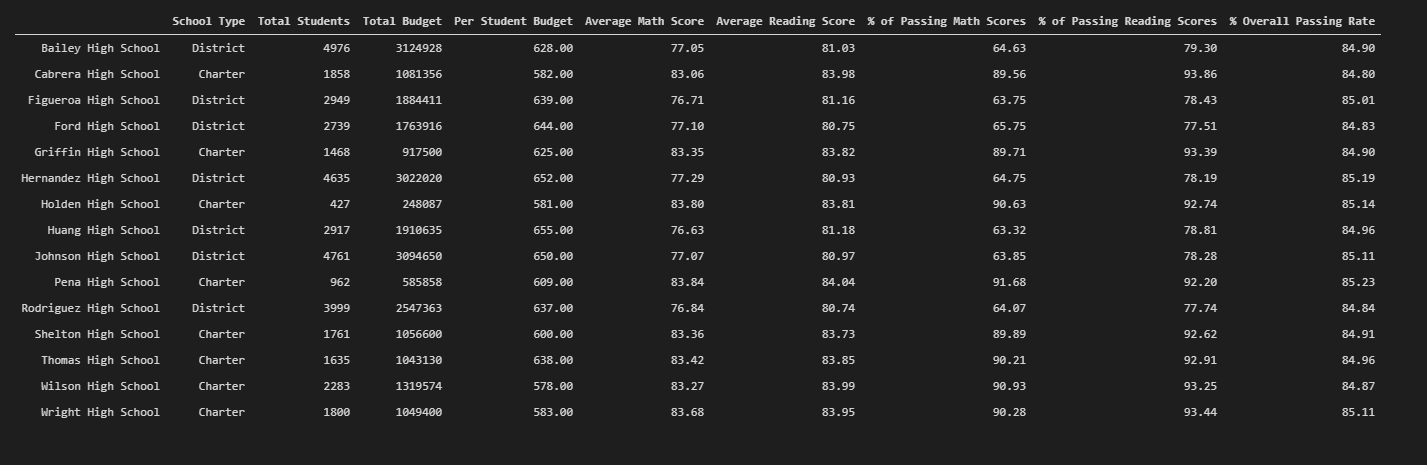 School Type Total Students Total Budget Per Student Budget Average Math Score Average Reading Score % of Passing Math Scores % of Passing Reading Scores % Overall Passing Rate
Bailey High School District 4976 3124928 628.00 77.05 81.03 64.63 79.30 84.90
Cabrera High School Charter 1858 1081356 582.00 83.06 83.98 89.56 93.86 84.80
Figueroa High School District 2949 1884411 639.00 76.71 81.16 63.75 78.43 85.01
Ford High School District 2739 1763916 644.00 77.10 80.75 65.75 77.51 84.83
Griffin High School Charter 1468 917500 625.00 83.35 83.82 89.71 93.39 84.90
Hernandez High School District 4635 3022020 652.00 77.29 80.93 64.75 78.19 85.19
Holden High School Charter 427 248087 581.00 83.80 83.81 90.63 92.74 85.14
Huang High School District 2917 1910635 655.00 76.63 81.18 63.32 78.81 84.96
Johnson High School District 4761 3094650 650.00 77.07 80.97 63.85 78.28 85.11
Pena High School Charter 962 585858 609.00 83.84 84.04 91.68 92.20 85.23
Rodriguez High School District 3999 2547363 637.00 76.84 80.74 64.07 77.74 84.84
Shelton High School Charter 1761 1056600 600.00 83.36 83.73 89.89 92.62 84.91
Thomas High School Charter 1635 1043130 638.00 83.42 83.85 90.21 92.91 84.96
Wilson High School Charter 2283 1319574 578.00 83.27 83.99 90.93 93.25 84.87
Wright High School Charter 1800 1049400 583.00 83.68 83.95 90.28 93.44 85.11